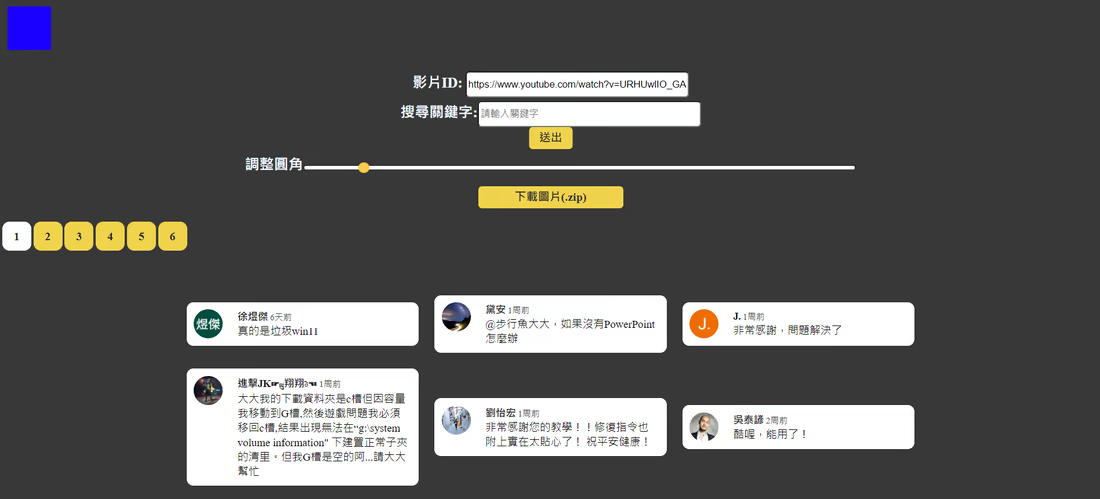 影片ID: https://www.youtube.com/watch?v=URHUwlIO_GA
搜尋關鍵字: 請輸入關鍵字
送出
調整圓角
下載圖片(.zip)
1 2 3 4 5 6
煜傑
徐煜傑 6天前
真的是垃圾win11
黛安 1周前
@步行魚大大，如果沒有PowerPoint
怎麼辦
J.
J. 1周前
非常感謝，問題解決了
進擊JK 翔翔 1周前
大大我的下載資料夾是c槽但因容量
我移動到G槽,然後遊戲問題我必須
移回c槽,結果出現無法在“g:\system
volume information” 下建置正常子夾
的清里。但我G槽是空的阿...請大大
幫忙
劉怡宏 1周前
非常感謝您的教學！！修復指令也
附上實在太貼心了！ 祝平安健康！
吳泰諺 2周前
酷喔，能用了！